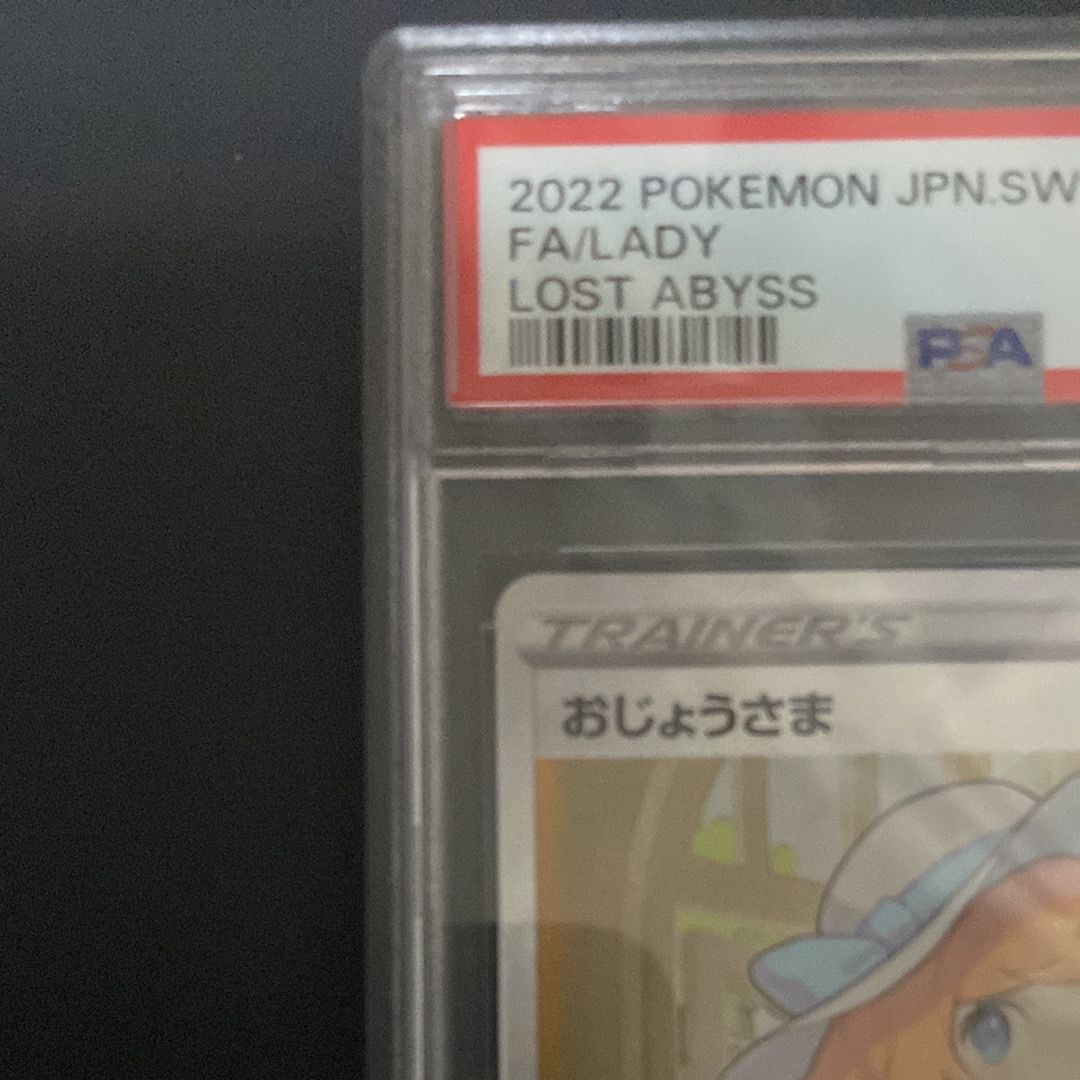 2022 POKEMON JPN.SW
FA/LADY
LOST ABYSS
PSA
TRAINER'S
おじょうさま